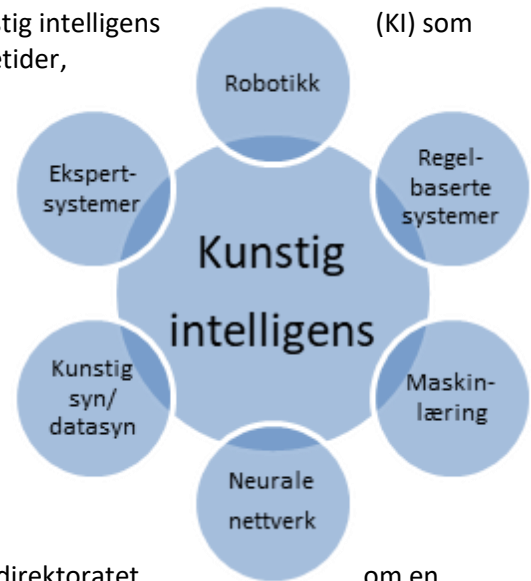 stig intelligens (KI) som
etider,
Robotikk
Ekspert-
systemer
Regel-
baserte
systemer
Kunstig
intelligens
Kunstig
syn/
datasyn
Maskin-
læring
Neurale
nettverk
direktoratet om en